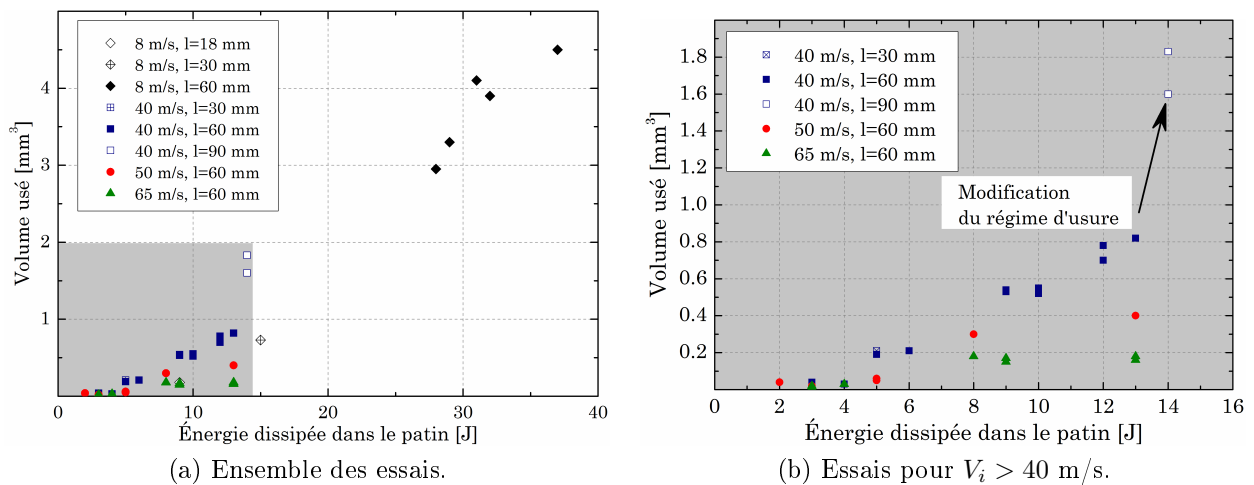 Volume usé [mm³]
4
3
2
1
8 m/s, l=18 mm
8 m/s, l=30 mm
8 m/s, l=60 mm
40 m/s, l=30 mm
40 m/s, l=60 mm
40 m/s, l=90 mm
50 m/s, l=60 mm
65 m/s, l=60 mm
0 10 20 30 40
Énergie dissipée dans le patin [J]
(a) Ensemble des essais.
Volume usé [mm³]
1.8
1.6
1.4
1.2
1.0
0.8
0.6
0.4
0.2
40 m/s, l=30 mm
40 m/s, l=60 mm
40 m/s, l=90 mm
50 m/s, l=60 mm
65 m/s, l=60 mm
Modification
du régime d'usure
0 2 4 6 8 10 12 14 16
Énergie dissipée dans le patin [J]
(b) Essais pour Vᵢ > 40 m/s.